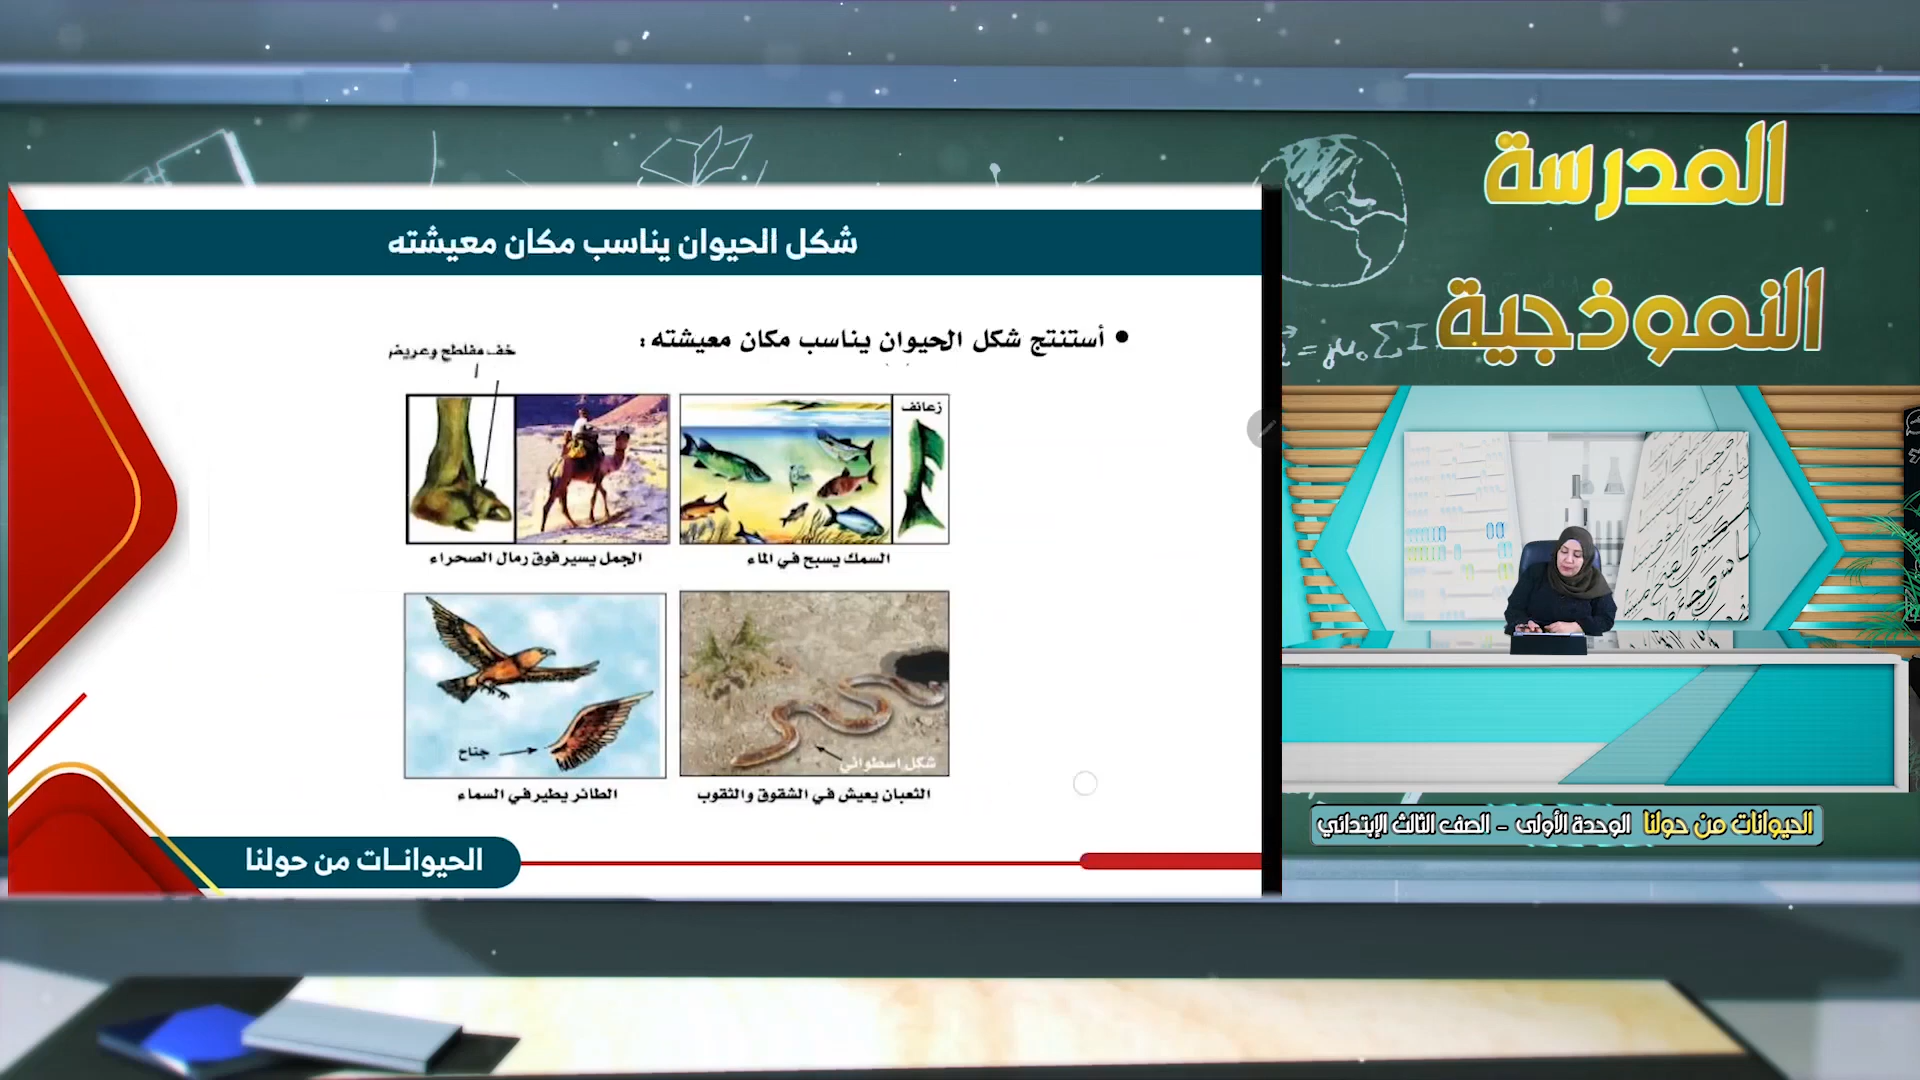 المدرسة
النموذجية
شكل الحيوان يناسب مكان معيشته
• أستنتج شكل الحيوان يناسب مكان معيشته :
خف مفلطح وعريض
زعانف
السمك يسبح في الماء
الجمل يسير فوق رمال الصحراء
شكل اسطواني
جناح
الثعبان يعيش في الشقوق والثقوب
الطائر يطير في السماء
الحيوانـات من حولنا
الحيوانات من حولنا الوحدة الأولى - الصف الثالث الإبتدائي